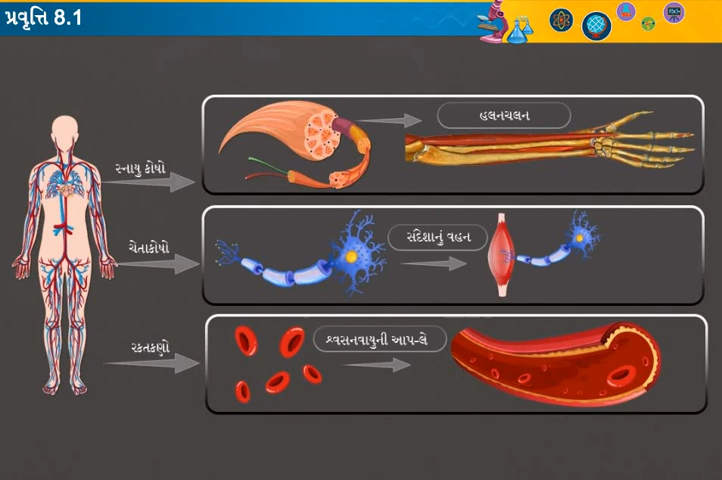 પ્રવૃત્તિ 8.1
સ્નાયુ કોષો
હલનચલન
ચેતાકોષો
સંદેશાનું વહન
રક્તકણો
શ્વસનવાયુની આપ-લે